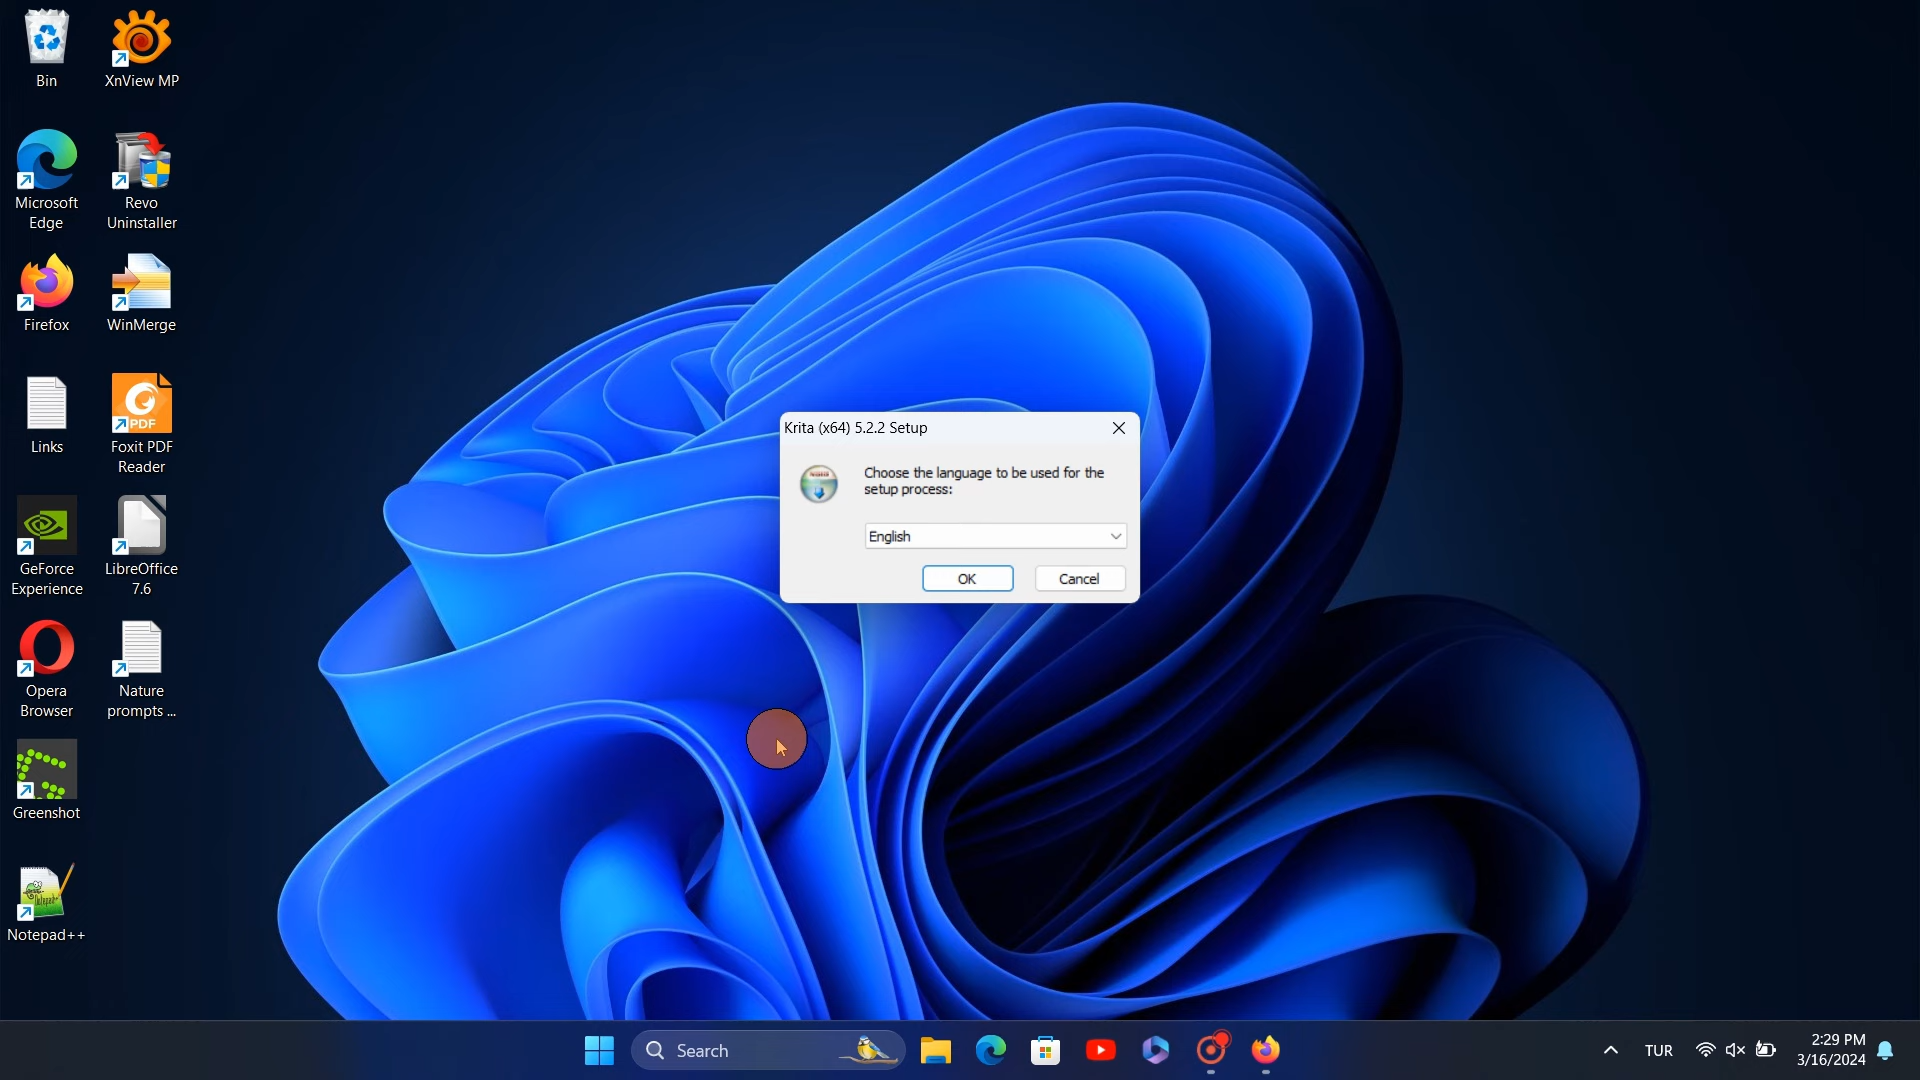 Bin
XnView MP
Microsoft
Edge
Revo
Uninstaller
Firefox
WinMerge
Links
PDF
Foxit PDF
Reader
GeForce
Experience
LibreOffice
7.6
Opera
Browser
Nature
prompts ...
Greenshot
Notepad++
Krita (x64) 5.2.2 Setup
Choose the language to be used for the
setup process:
English
OK
Cancel
Search
TUR
2:29 PM
3/16/2024